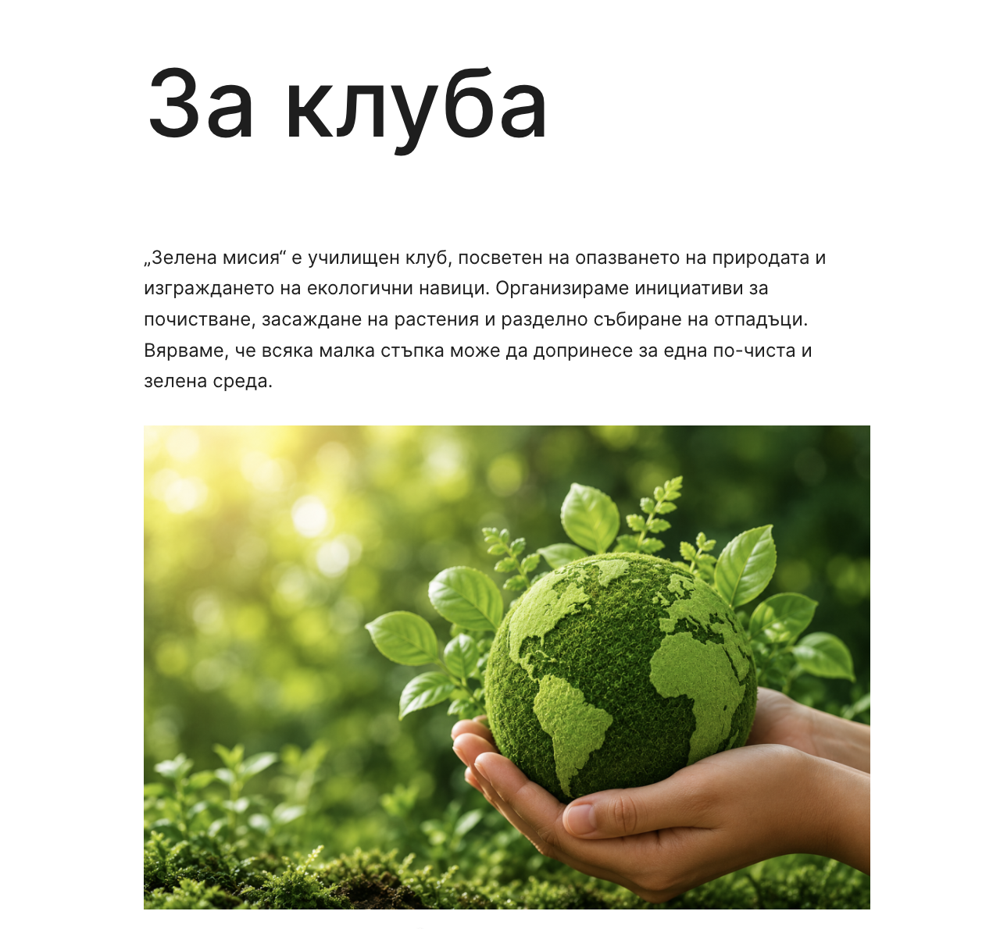 За клуба
„Зелена мисия“ е училищен клуб, посветен на опазването на природата и
изграждането на екологични навици. Организираме инициативи за
почистване, засаждане на растения и разделно събиране на отпадъци.
Вярваме, че всяка малка стъпка може да допринесе за една по-чиста и
зелена среда.